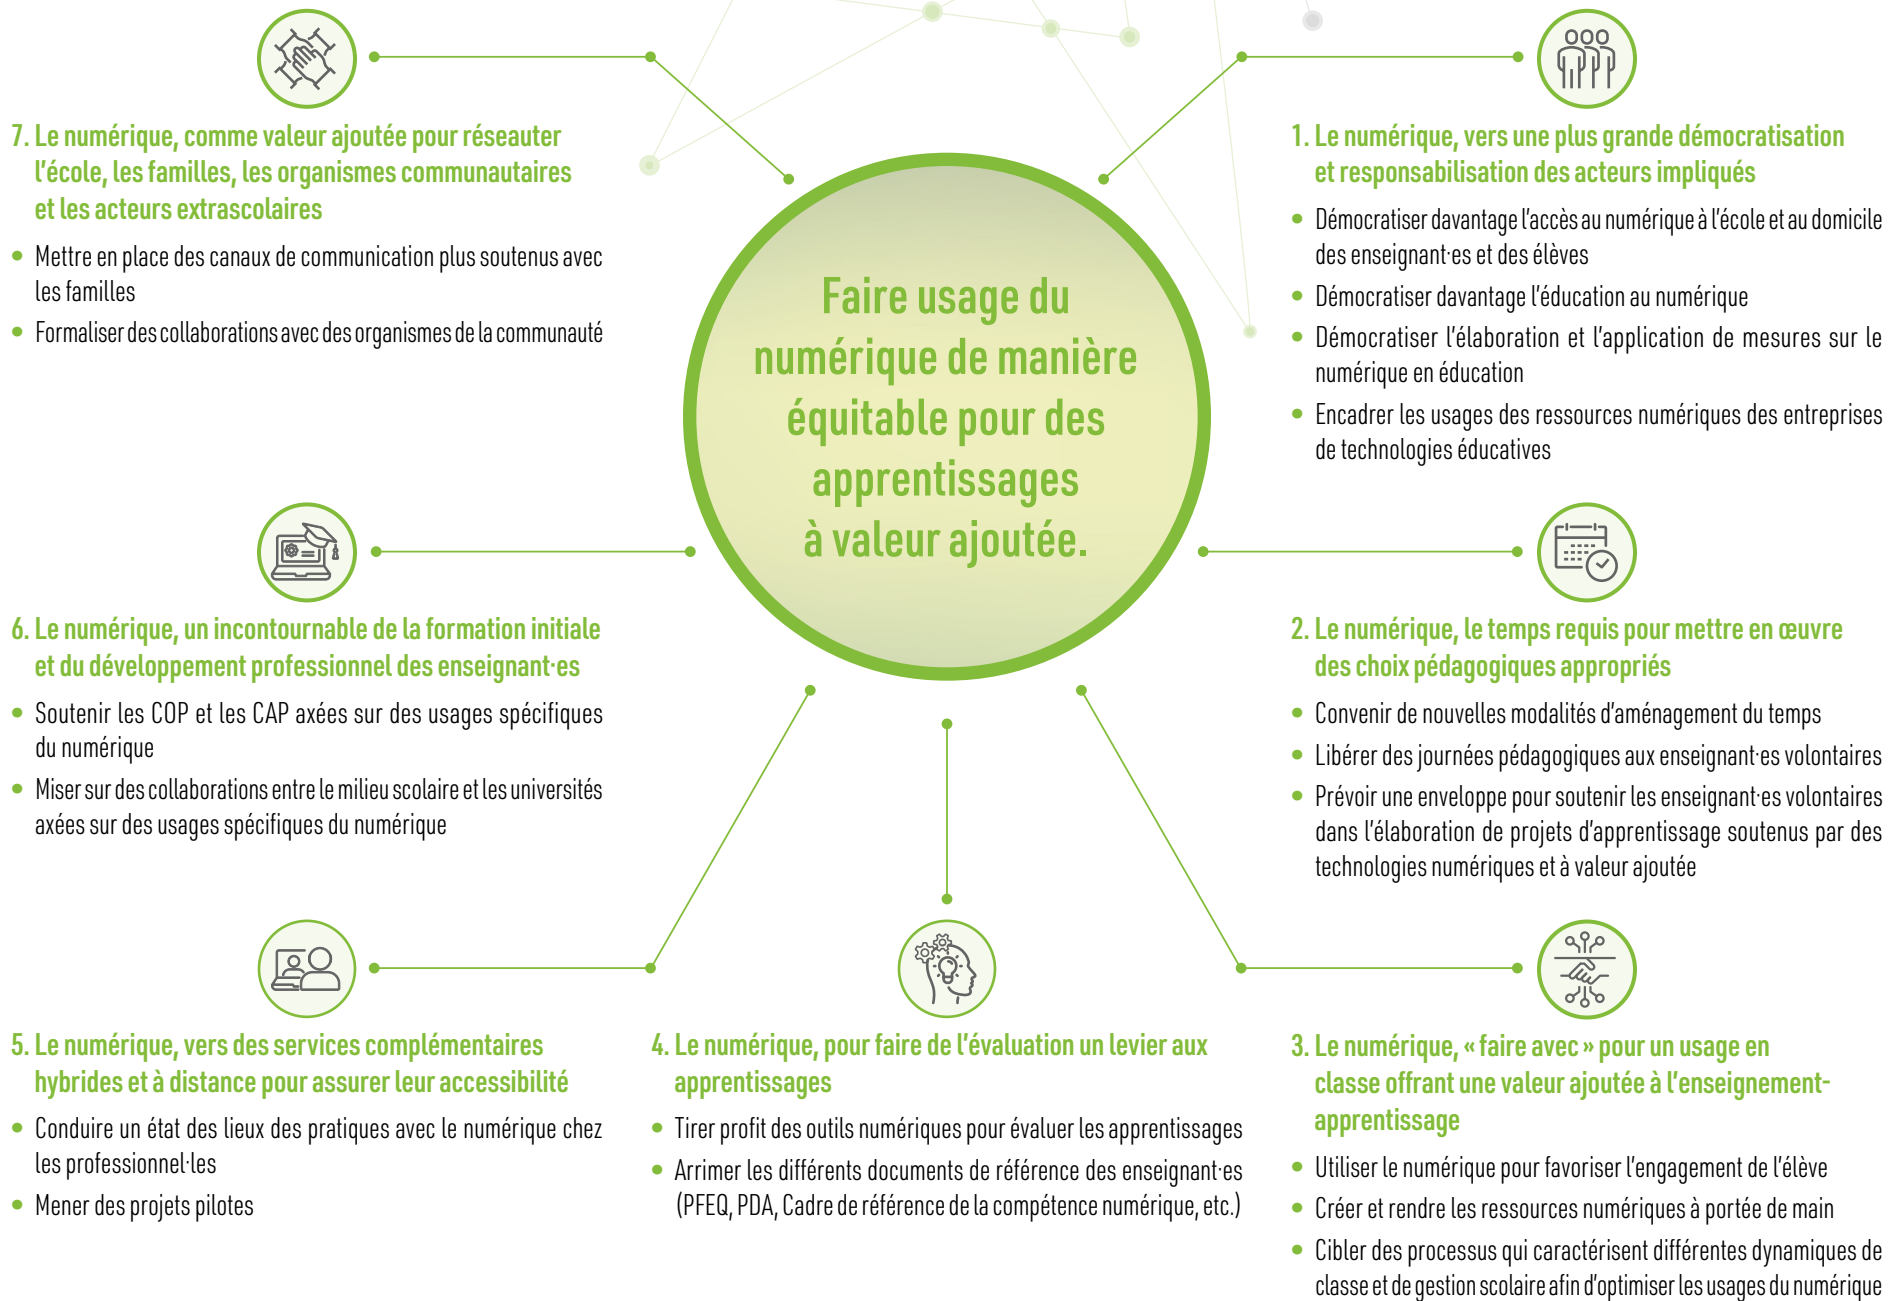 Faire usage du
numérique de manière
équitable pour des
apprentissages
à valeur ajoutée.
1. Le numérique, vers une plus grande démocratisation
et responsabilisation des acteurs impliqués
• Démocratiser davantage l'accès au numérique à l'école et au domicile
des enseignant·es et des élèves
• Démocratiser davantage l'éducation au numérique
• Démocratiser l'élaboration et l'application de mesures sur le
numérique en éducation
• Encadrer les usages des ressources numériques des entreprises
de technologies éducatives
2. Le numérique, le temps requis pour mettre en œuvre
des choix pédagogiques appropriés
• Convenir de nouvelles modalités d'aménagement du temps
• Libérer des journées pédagogiques aux enseignant·es volontaires
• Prévoir une enveloppe pour soutenir les enseignant·es volontaires
dans l'élaboration de projets d'apprentissage soutenus par des
technologies numériques et à valeur ajoutée
3. Le numérique, « faire avec » pour un usage en
classe offrant une valeur ajoutée à l'enseignement-
apprentissage
• Utiliser le numérique pour favoriser l'engagement de l'élève
• Créer et rendre les ressources numériques à portée de main
• Cibler des processus qui caractérisent différentes dynamiques de
classe et de gestion scolaire afin d'optimiser les usages du numérique
4. Le numérique, pour faire de l'évaluation un levier aux
apprentissages
• Tirer profit des outils numériques pour évaluer les apprentissages
• Arrimer les différents documents de référence des enseignant·es
(PFEQ, PDA, Cadre de référence de la compétence numérique, etc.)
5. Le numérique, vers des services complémentaires
hybrides et à distance pour assurer leur accessibilité
• Conduire un état des lieux des pratiques avec le numérique chez
les professionnel·les
• Mener des projets pilotes
6. Le numérique, un incontournable de la formation initiale
et du développement professionnel des enseignant·es
• Soutenir les COP et les CAP axées sur des usages spécifiques
du numérique
• Miser sur des collaborations entre le milieu scolaire et les universités
axées sur des usages spécifiques du numérique
7. Le numérique, comme valeur ajoutée pour réseauter
l'école, les familles, les organismes communautaires
et les acteurs extrascolaires
• Mettre en place des canaux de communication plus soutenus avec
les familles
• Formaliser des collaborations avec des organismes de la communauté